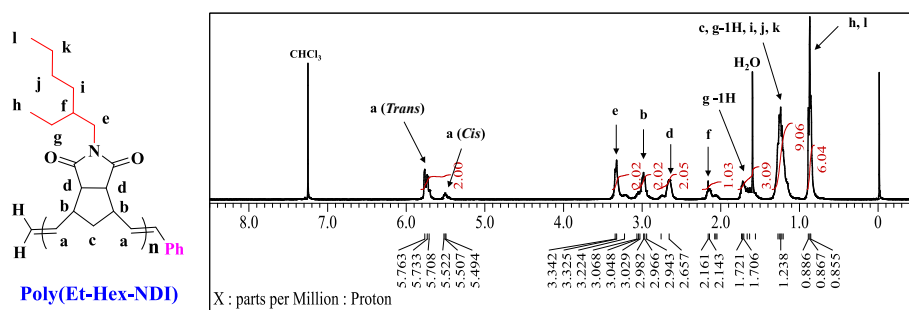 l
k
j
i
h
f
e
g
N
O
O
d
d
b
b
H
H
a
c
a
n
Ph
Poly(Et-Hex-NDI)
CHCl3
a (Trans)
a (Cis)
e
b
d
f
g -1H
H2O
c, g-1H, i, j, k
h, l
2.00
2.02
2.02
2.05
1.03
3.09
9.06
6.04
8.0
7.0
6.0
5.0
4.0
3.0
2.0
1.0
0
5.763
5.733
5.708
5.522
5.507
5.494
3.342
3.325
3.224
3.068
3.048
3.029
2.982
2.966
2.943
2.657
2.161
2.143
1.721
1.706
1.238
0.886
0.867
0.855
X : parts per Million : Proton